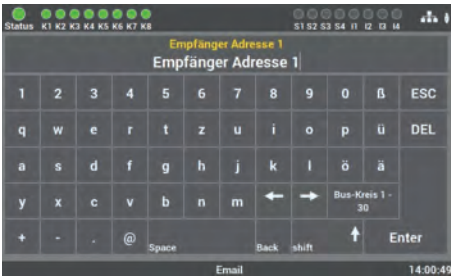 Status K1 K2 K3 K4 K5 K6 K7 K8 S1 S2 S3 S4 I1 I2 I3 I4
Empfänger Adresse 1
Empfänger Adresse 1
1 2 3 4 5 6 7 8 9 0 ß ESC
q w e r t z u i o p ü DEL
a s d f g h j k l ö ä
y x c v b n m Bus-Kreis 1 -
30
+ - . @ Space Back shift Enter
Email 14:00:49